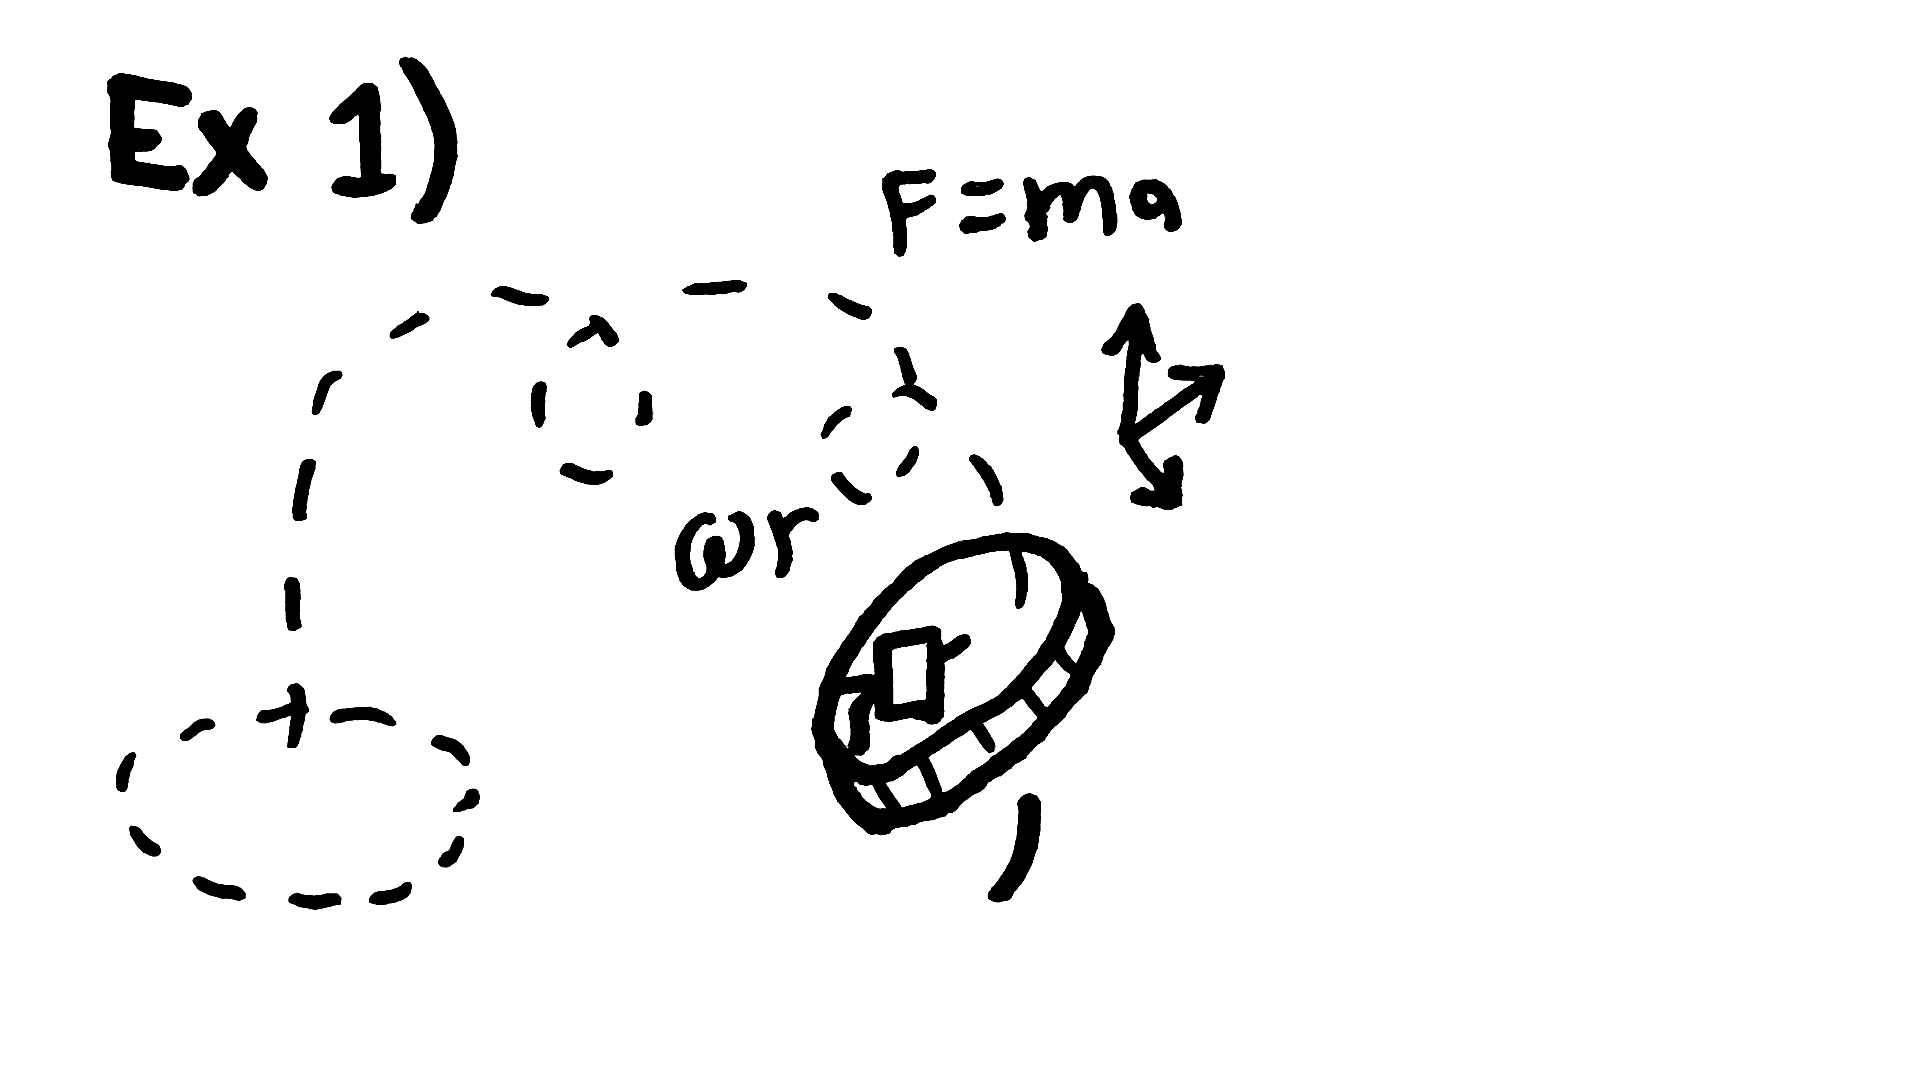 Ex 1)
F=ma
ωr